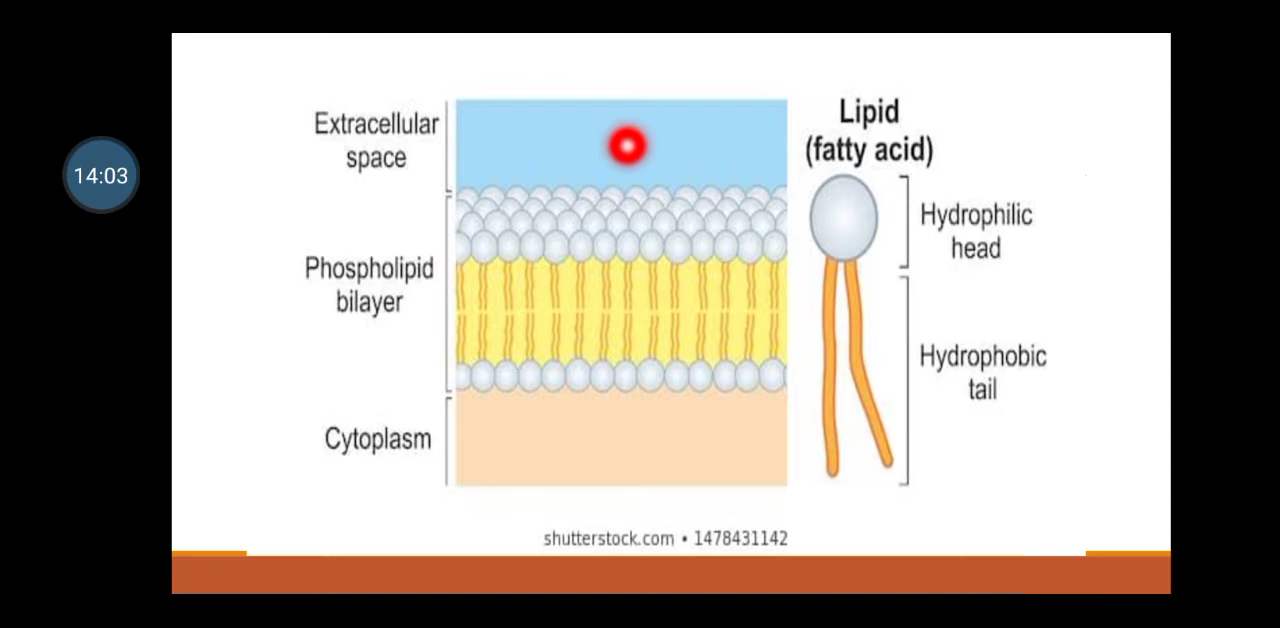 14:03
Extracellular
space
Phospholipid
bilayer
Cytoplasm
Lipid
(fatty acid)
Hydrophilic
head
Hydrophobic
tail
shutterstock.com • 1478431142